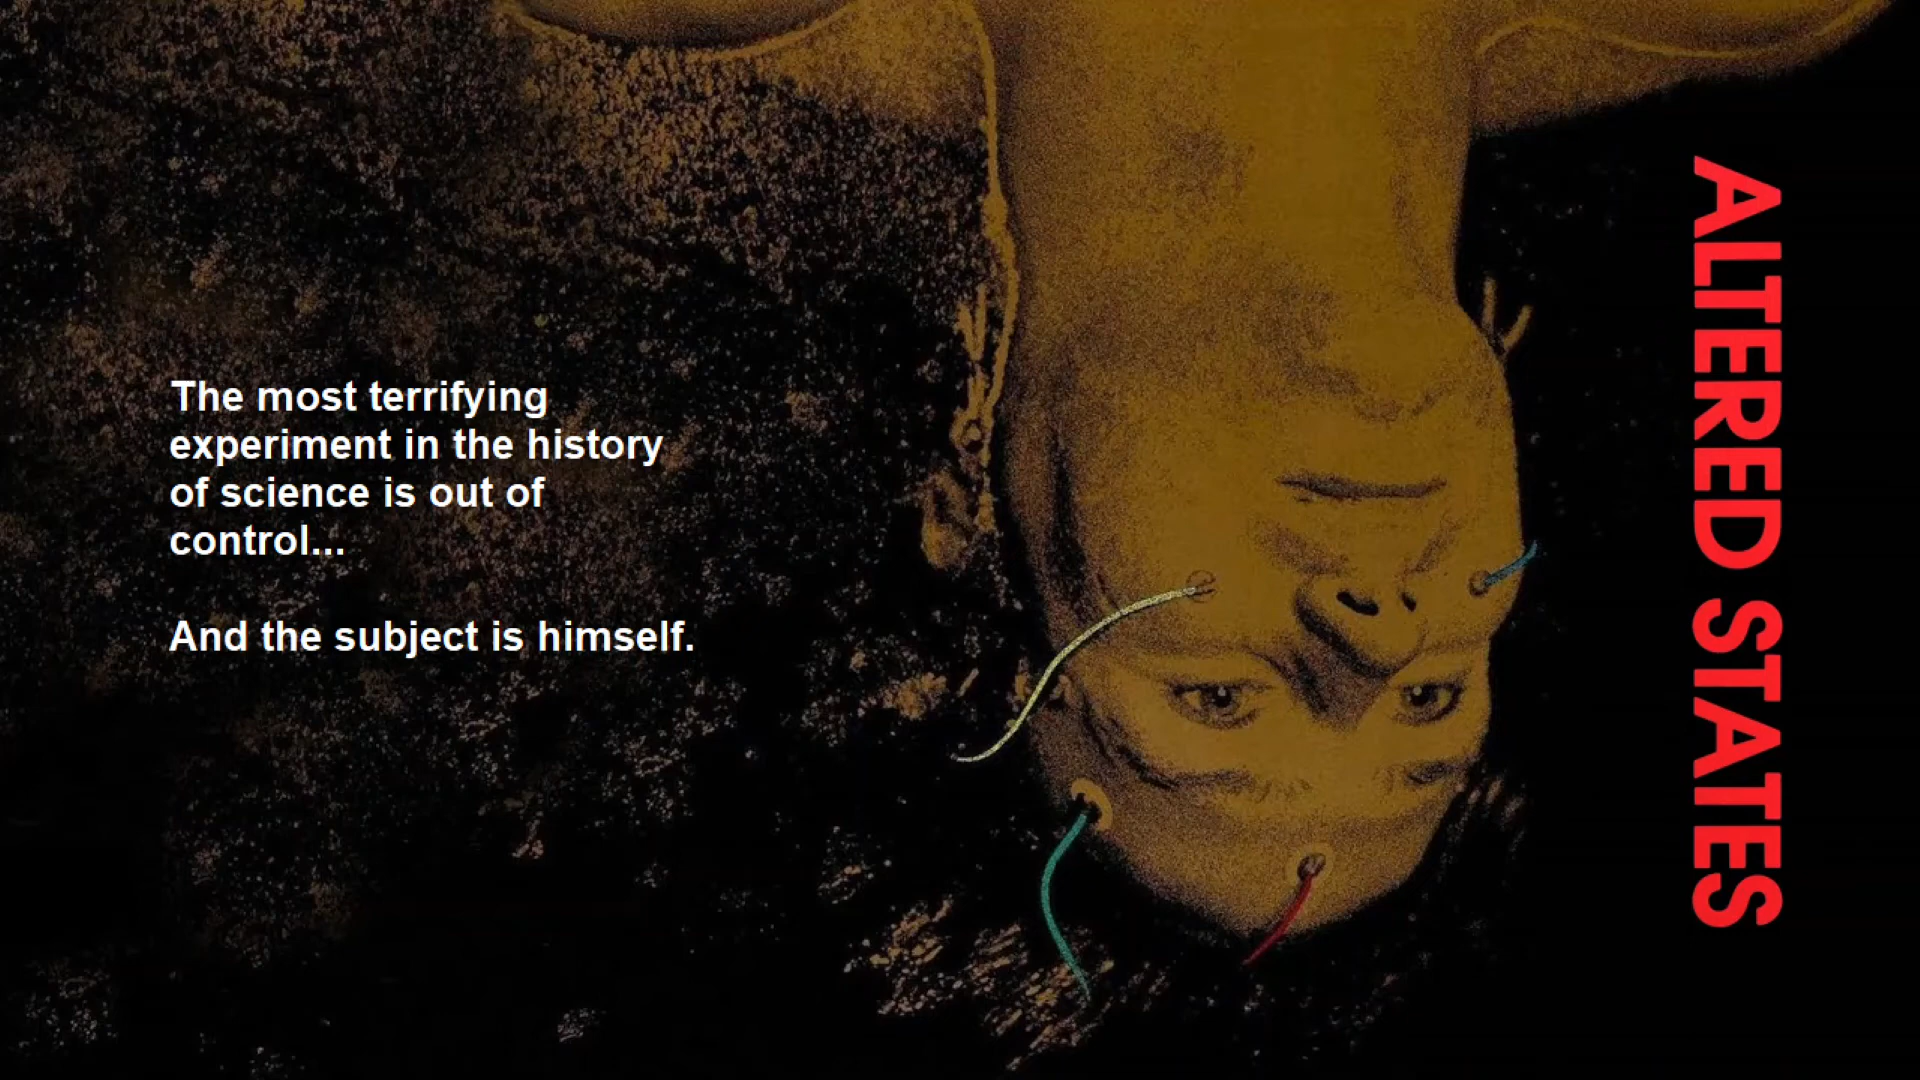 The most terrifying
experiment in the history
of science is out of
control...
And the subject is himself.
ALTERED STATES